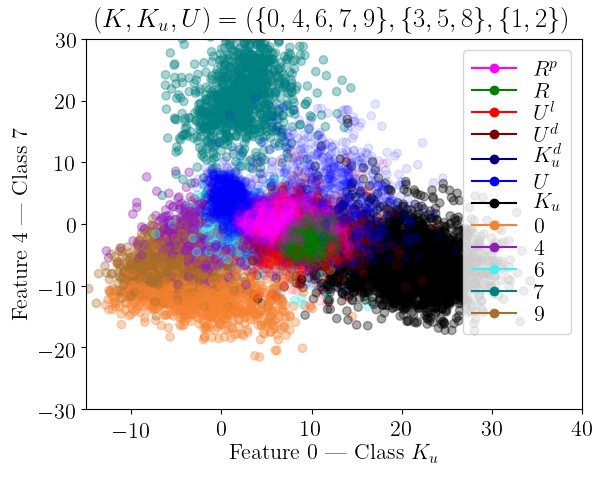 (K, K_u, U) = ({0, 4, 6, 7, 9}, {3, 5, 8}, {1, 2})
30
20
10
0
−10
−20
−30
Feature 4 — Class 7
−10
0
10
20
30
40
Feature 0 — Class K_u
R^p
R
U^l
U^d
K_u^d
U
K_u
0
4
6
7
9